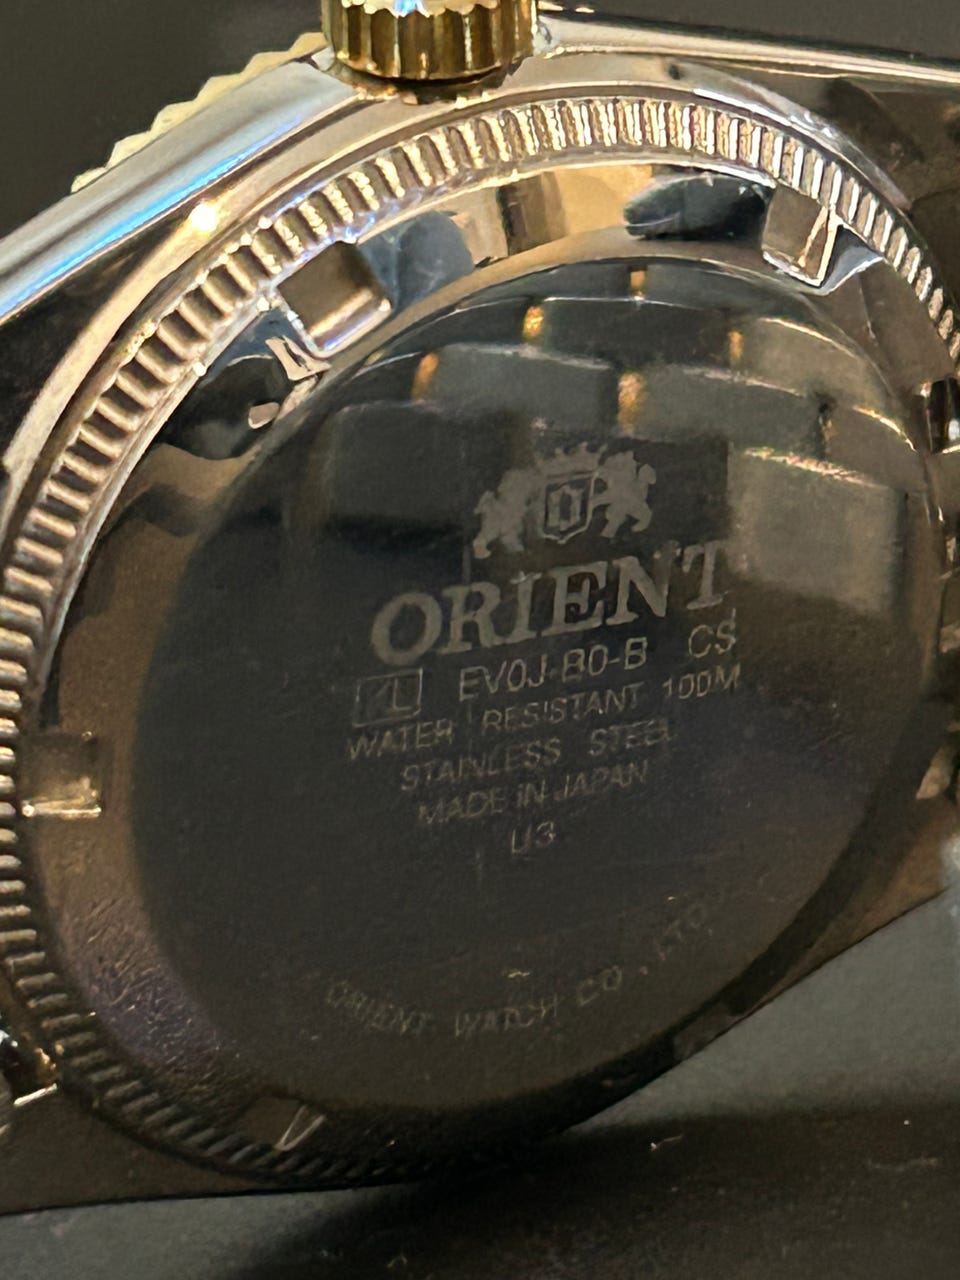 ORIENT
EV0J-B0-B CS
WATER RESISTANT 100M
STAINLESS STEEL
MADE IN JAPAN
U3
ORIENT WATCH CO., LTD.